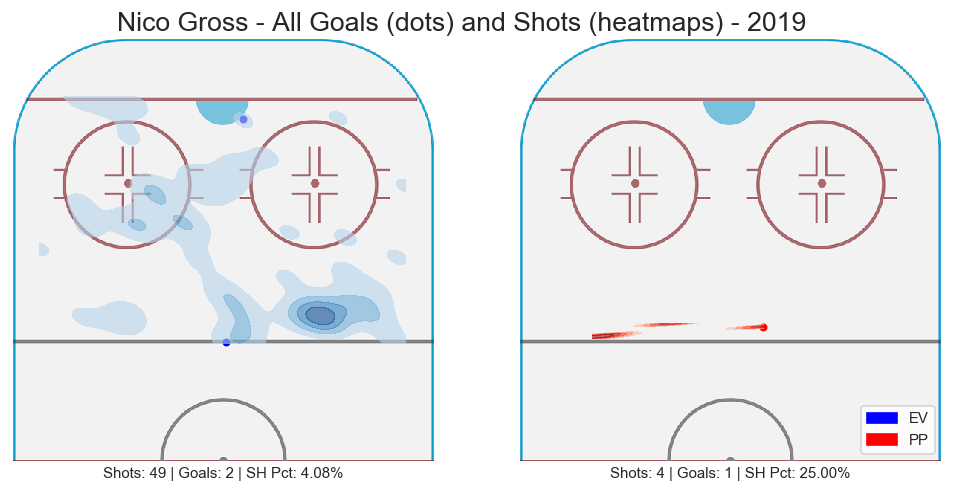 Nico Gross - All Goals (dots) and Shots (heatmaps) - 2019
EV
PP
Shots: 49 | Goals: 2 | SH Pct: 4.08%
Shots: 4 | Goals: 1 | SH Pct: 25.00%